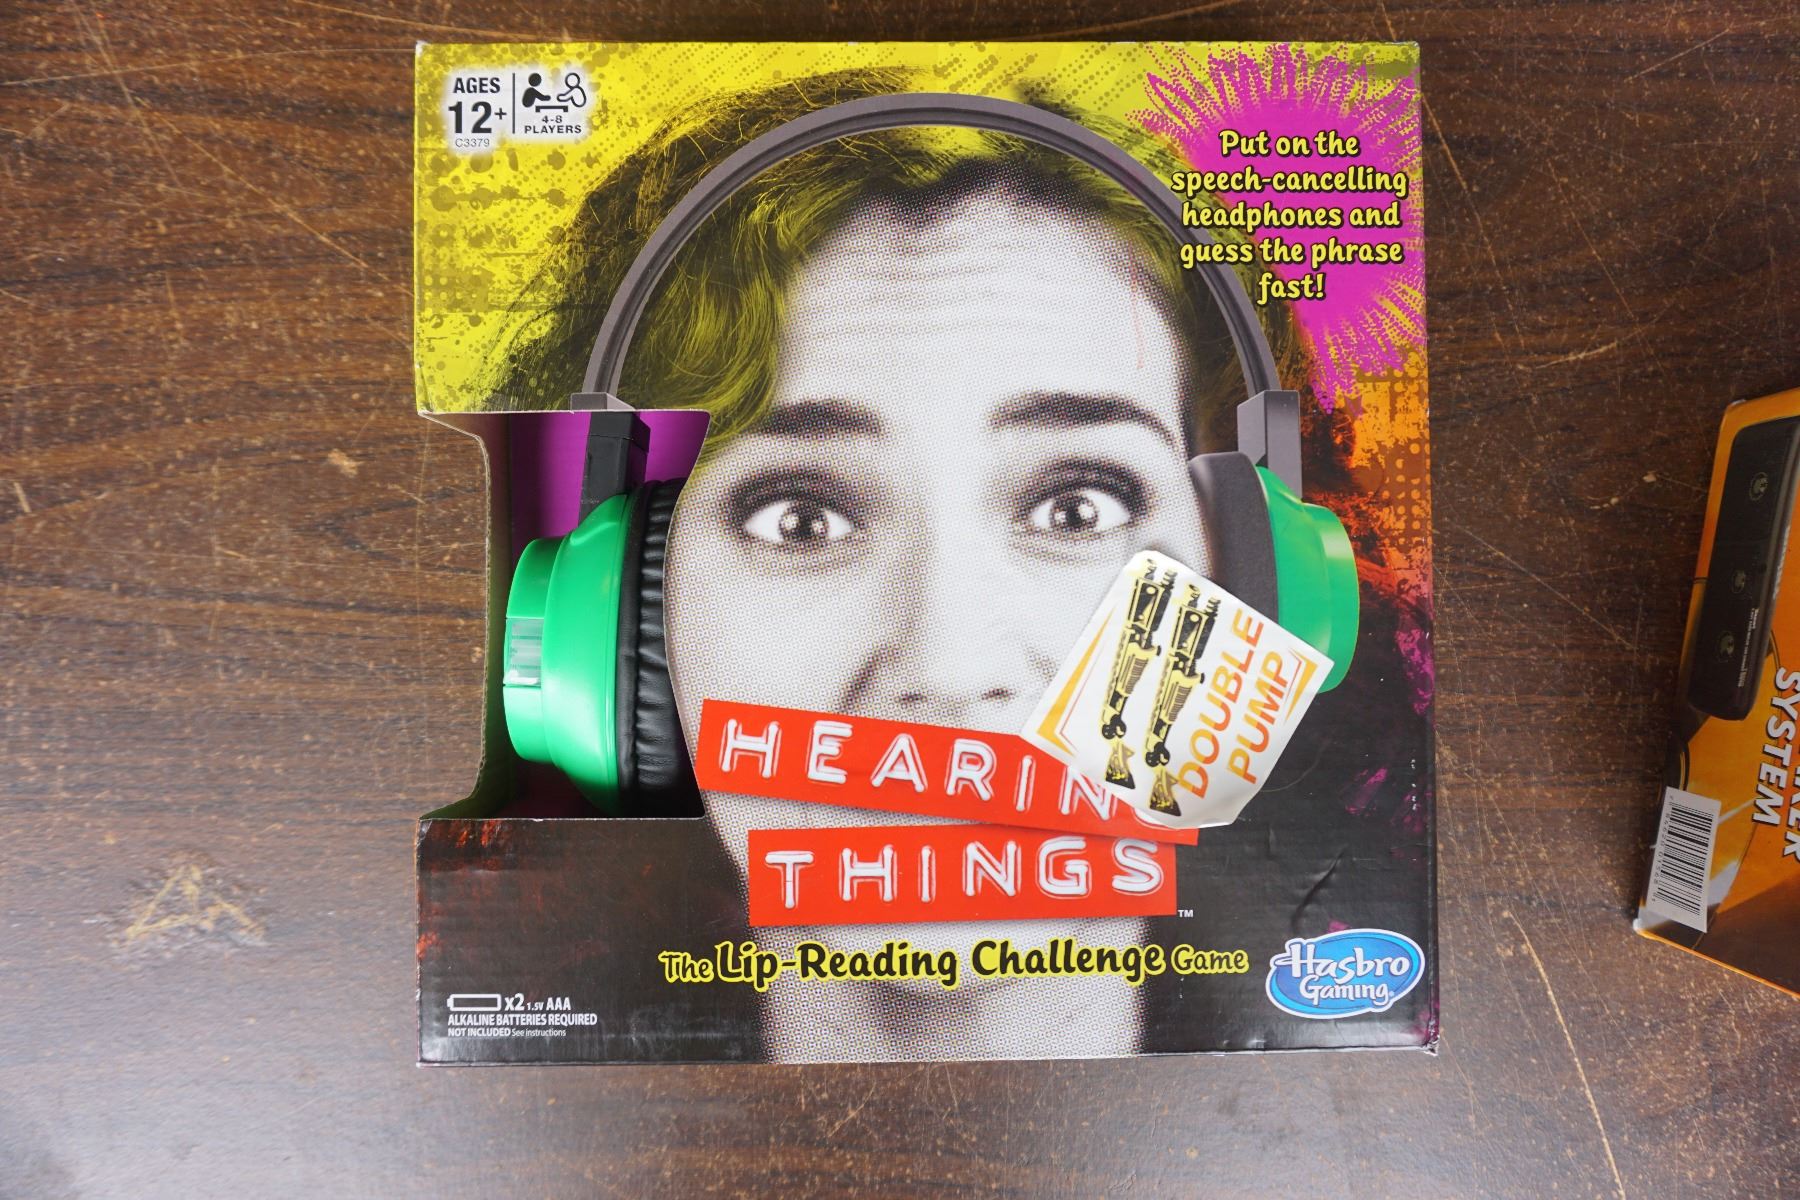 AGES
12+
C3379
4-8
PLAYERS
Put on the
speech-cancelling
headphones and
guess the phrase
fast!
DOUBLE
PUMP
HEARIN
THINGS
™
The Lip-Reading Challenge Game
Hasbro
Gaming
x2 1.5V AAA
ALKALINE BATTERIES REQUIRED
NOT INCLUDED See instructions
SYSTEM